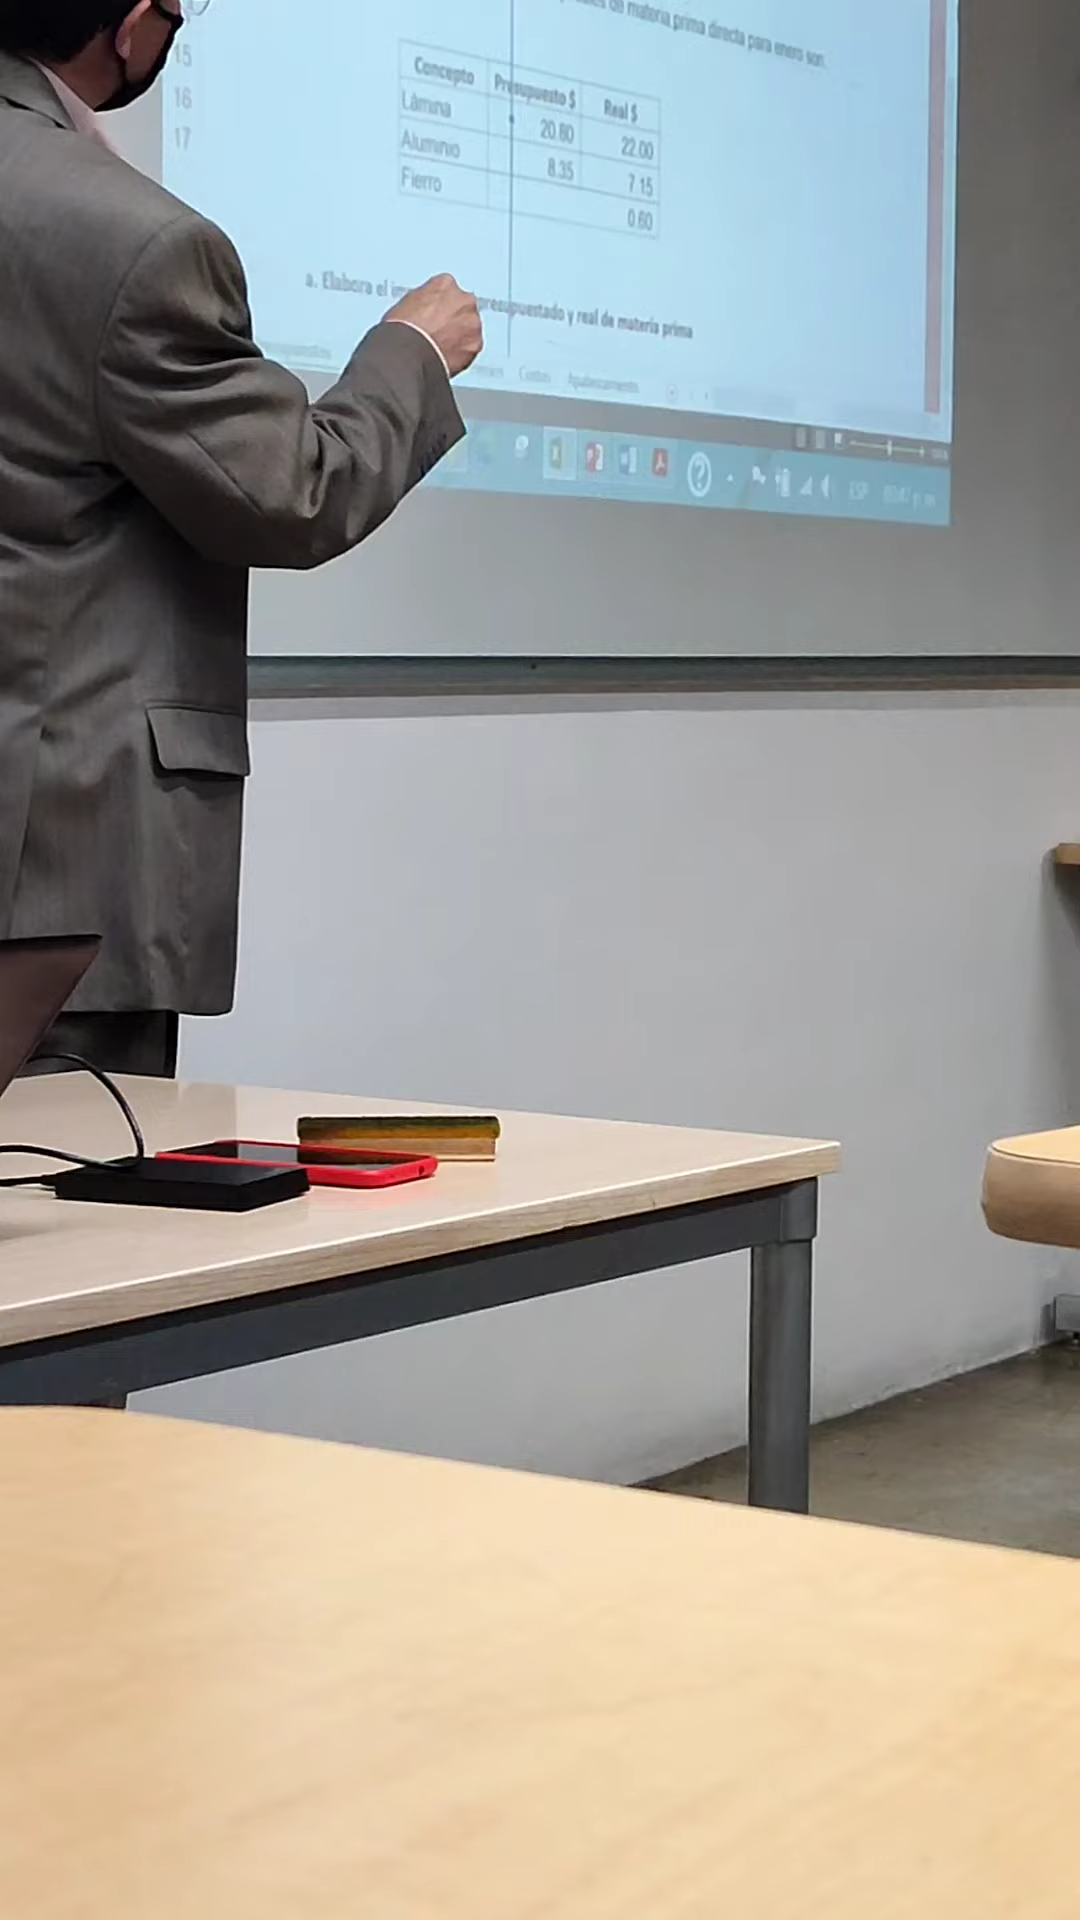 15
16
17
de materia prima directa para enero son
Concepto Presupuesto $ Real $
Lámina 20.80 22.00
Aluminio 8.35 7.15
Fierro 0.60
a. Elabora el presupuestado y real de materia prima
Costos Apalancamiento
ESP